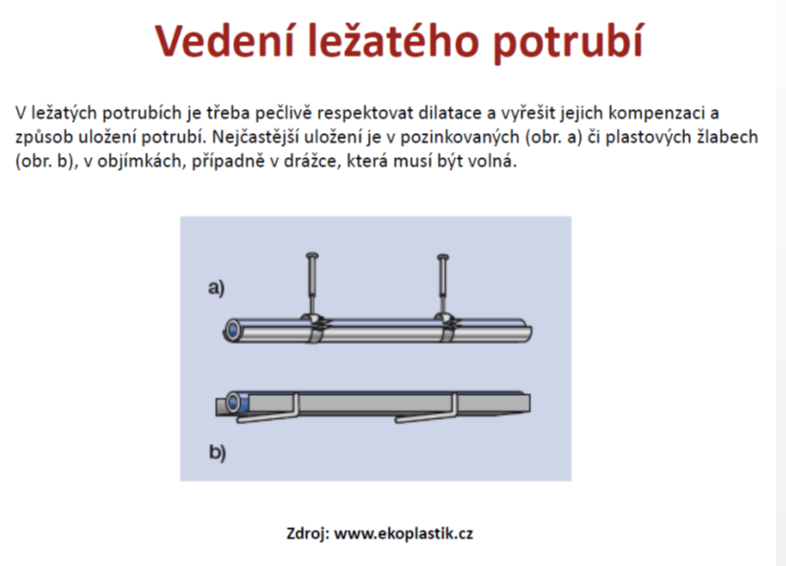 Vedení ležatého potrubí
V ležatých potrubích je třeba pečlivě respektovat dilatace a vyřešit jejich kompenzaci a
způsob uložení potrubí. Nejčastější uložení je v pozinkovaných (obr. a) či plastových žlabech
(obr. b), v objímkách, případně v drážce, která musí být volná.
a)
b)
Zdroj: www.ekoplastik.cz